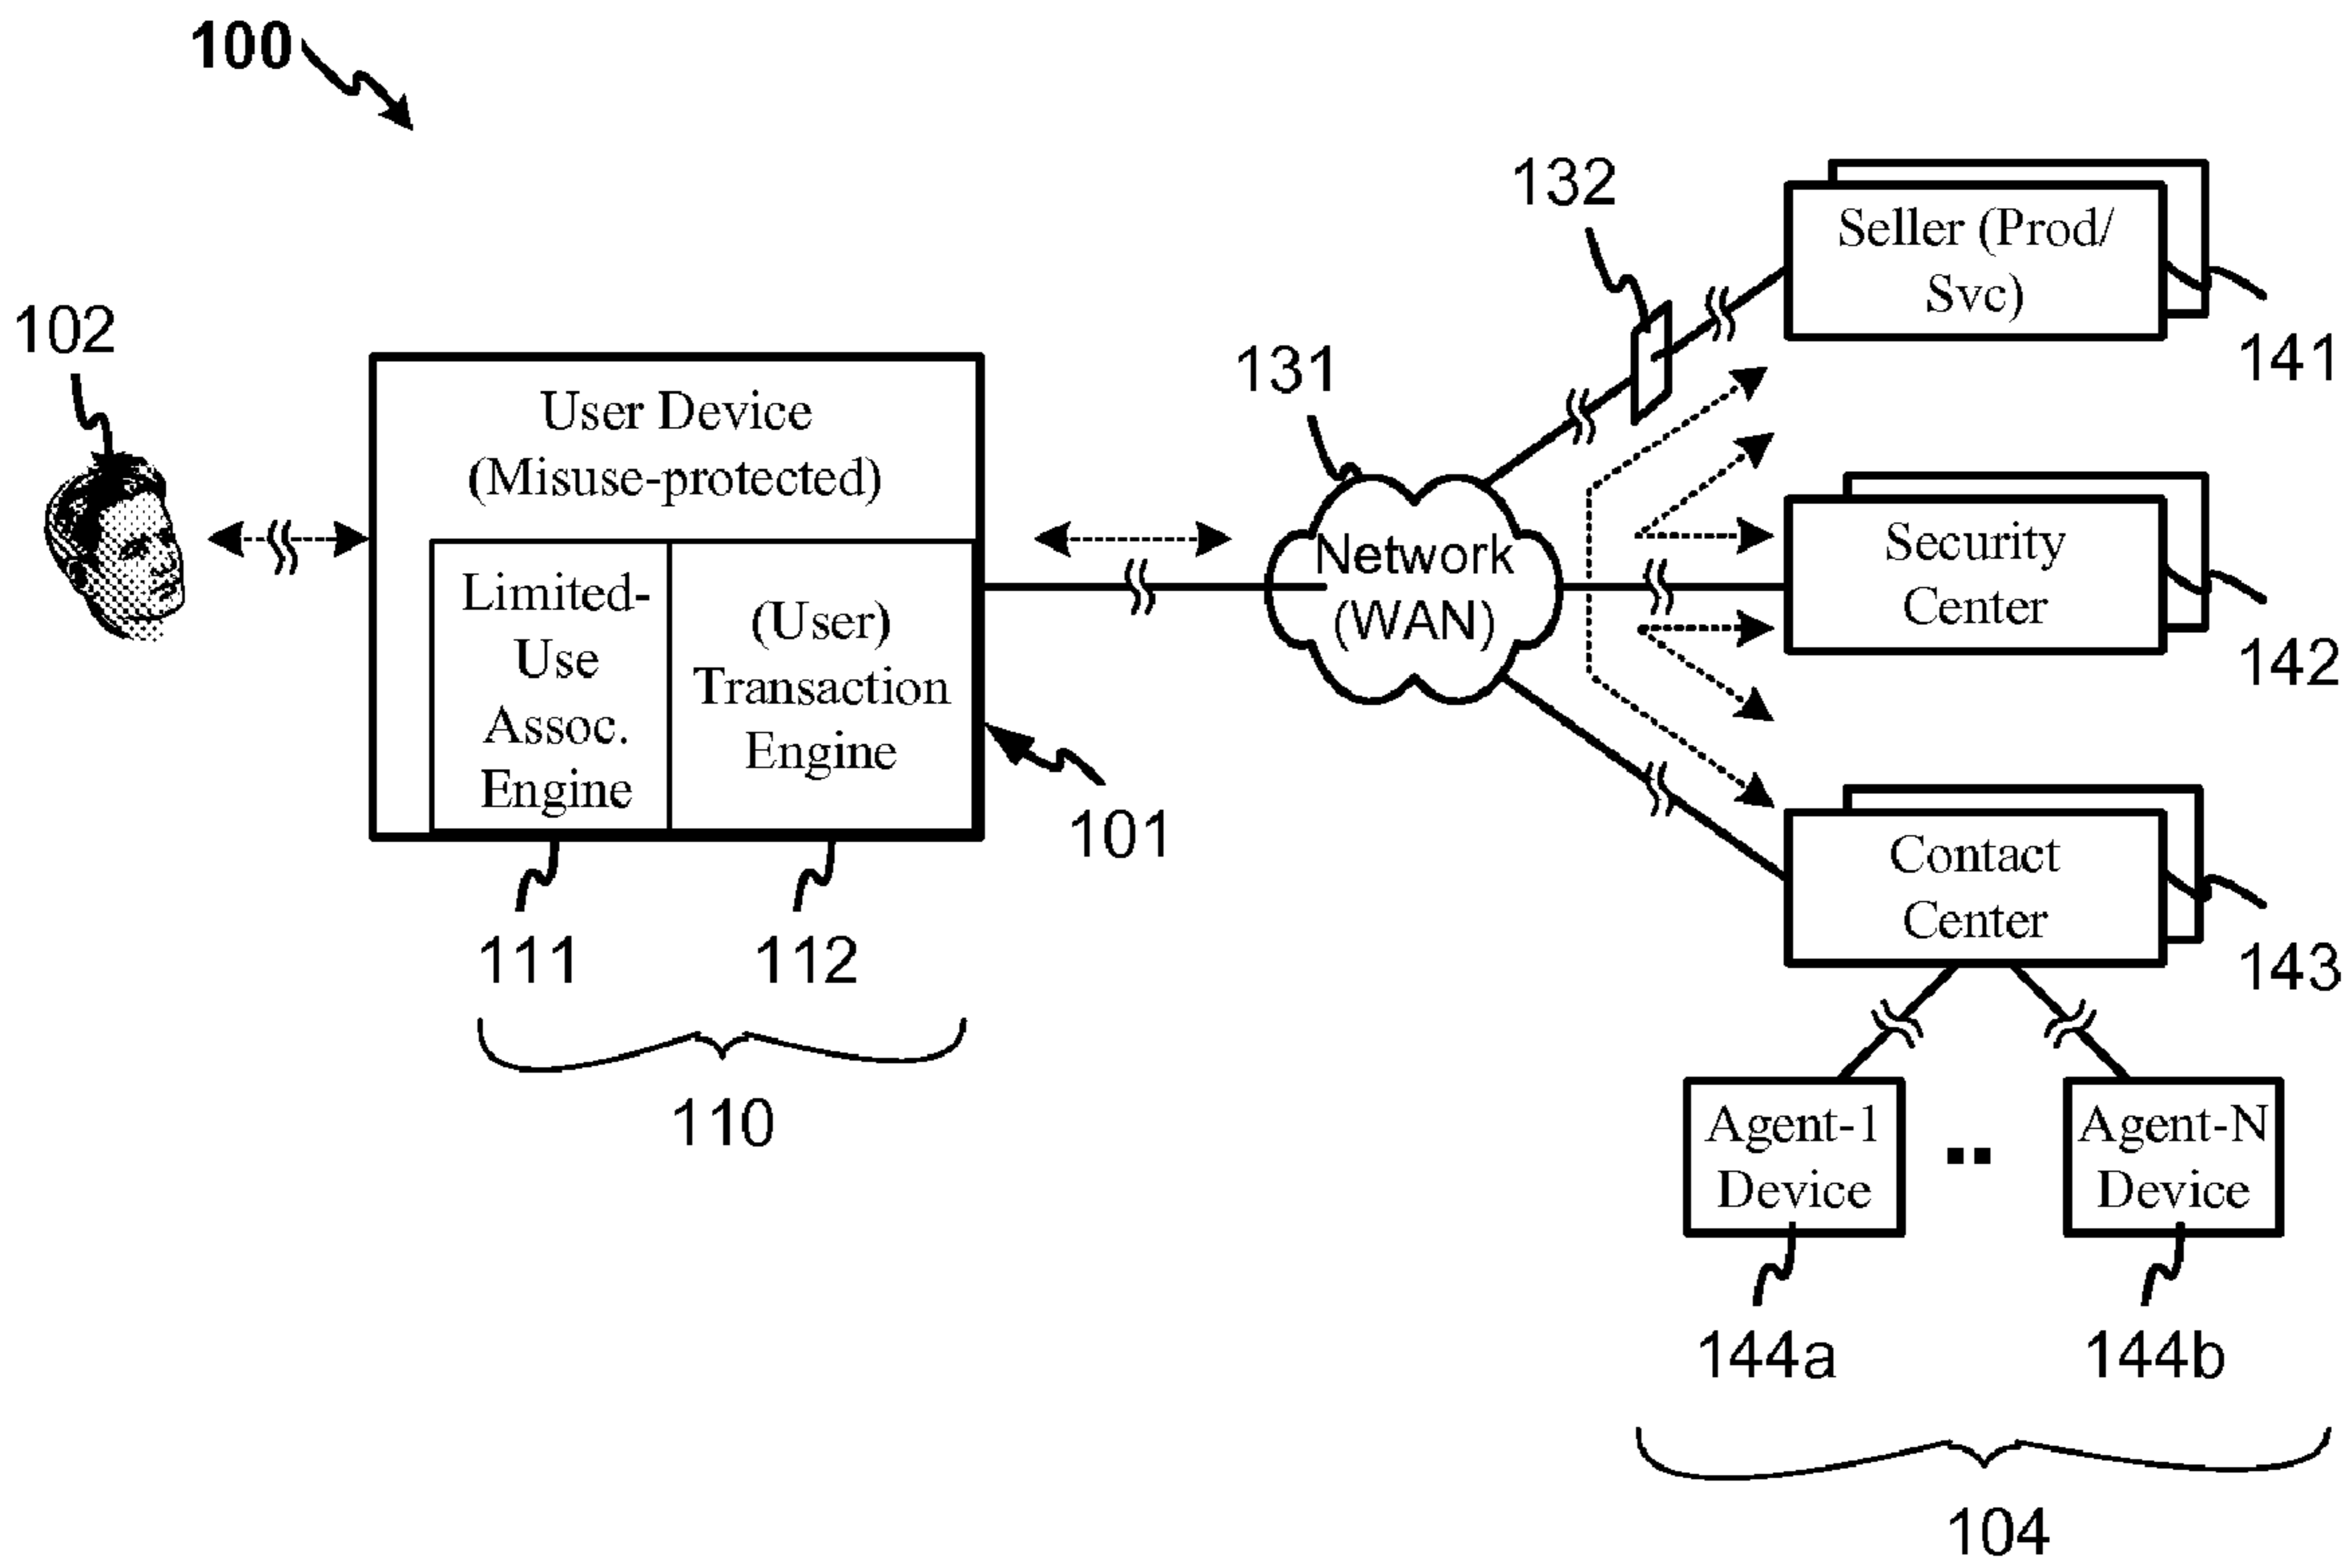 100
132
Seller (Prod/
Svc)
141
102
131
User Device
(Misuse-protected)
Limited-
Use
Assoc.
Engine
(User)
Transaction
Engine
Network
(WAN)
Security
Center
142
101
111
112
110
Contact
Center
143
Agent-1
Device
Agent-N
Device
144a
144b
104